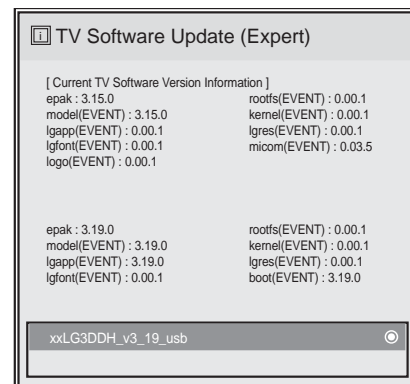 i TV Software Update (Expert)
[ Current TV Software Version Information ]
epak : 3.15.0 rootfs(EVENT) : 0.00.1
model(EVENT) : 3.15.0 kernel(EVENT) : 0.00.1
lgapp(EVENT) : 0.00.1 lgres(EVENT) : 0.00.1
lgfont(EVENT) : 0.00.1 micom(EVENT) : 0.03.5
logo(EVENT) : 0.00.1
epak : 3.19.0 rootfs(EVENT) : 0.00.1
model(EVENT) : 3.19.0 kernel(EVENT) : 0.00.1
lgapp(EVENT) : 3.19.0 lgres(EVENT) : 0.00.1
lgfont(EVENT) : 0.00.1 boot(EVENT) : 3.19.0
xxLG3DDH_v3_19_usb